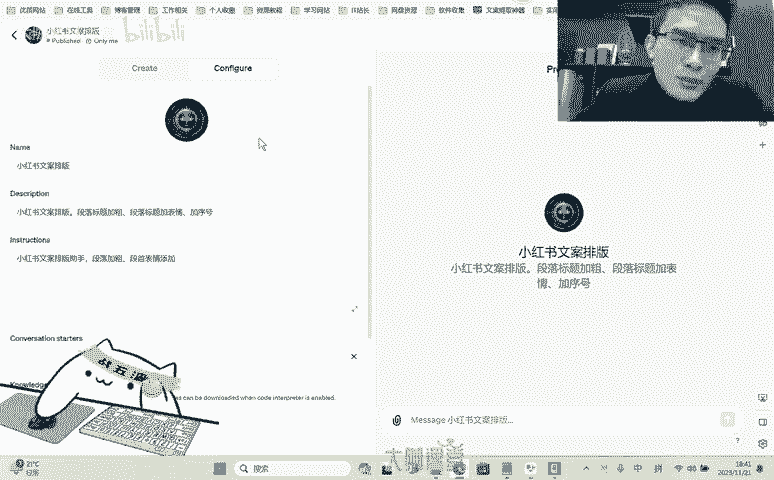 优质网站 在线工具 博客管理 工作相关 个人收藏 资源教程 学习网站 IT站长 网盘资源 软件收集 文案提取神器
小红书文案排版
Published Only me
bilibili
Create Configure
Name
小红书文案排版
Description
小红书文案排版。段落标题加粗、段落标题加表情、加序号
Instructions
小红书文案排版助手，段落加粗、段首表情添加
Conversation starters
Knowledge
can be downloaded when code interpreter is enabled.
小红书文案排版
小红书文案排版。段落标题加粗、段落标题加表
情、加序号
Message 小红书文案排版...
21°C
搜索
中
拼
18:41
2023/11/21